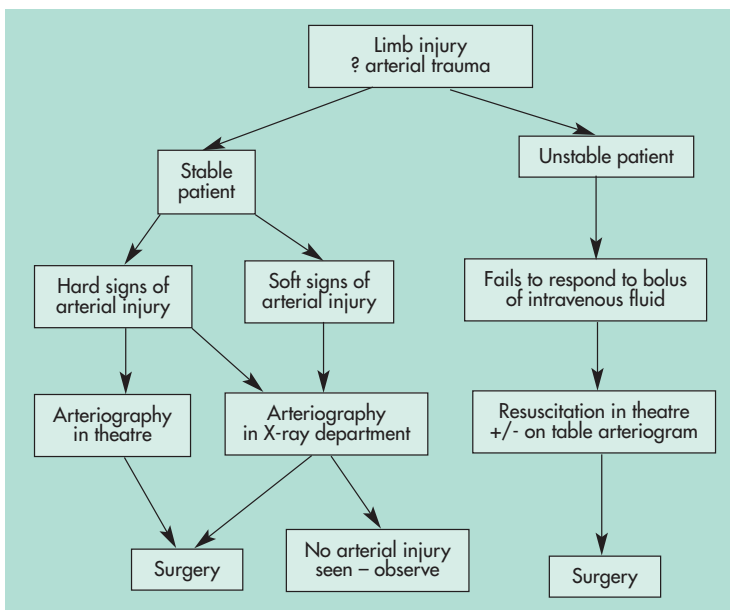 Limb injury
? arterial trauma
Stable
patient
Unstable patient
Hard signs of
arterial injury
Soft signs of
arterial injury
Fails to respond to bolus
of intravenous fluid
Arteriography
in theatre
Arteriography
in X-ray department
Resuscitation in theatre
+/- on table arteriogram
Surgery
No arterial injury
seen – observe
Surgery